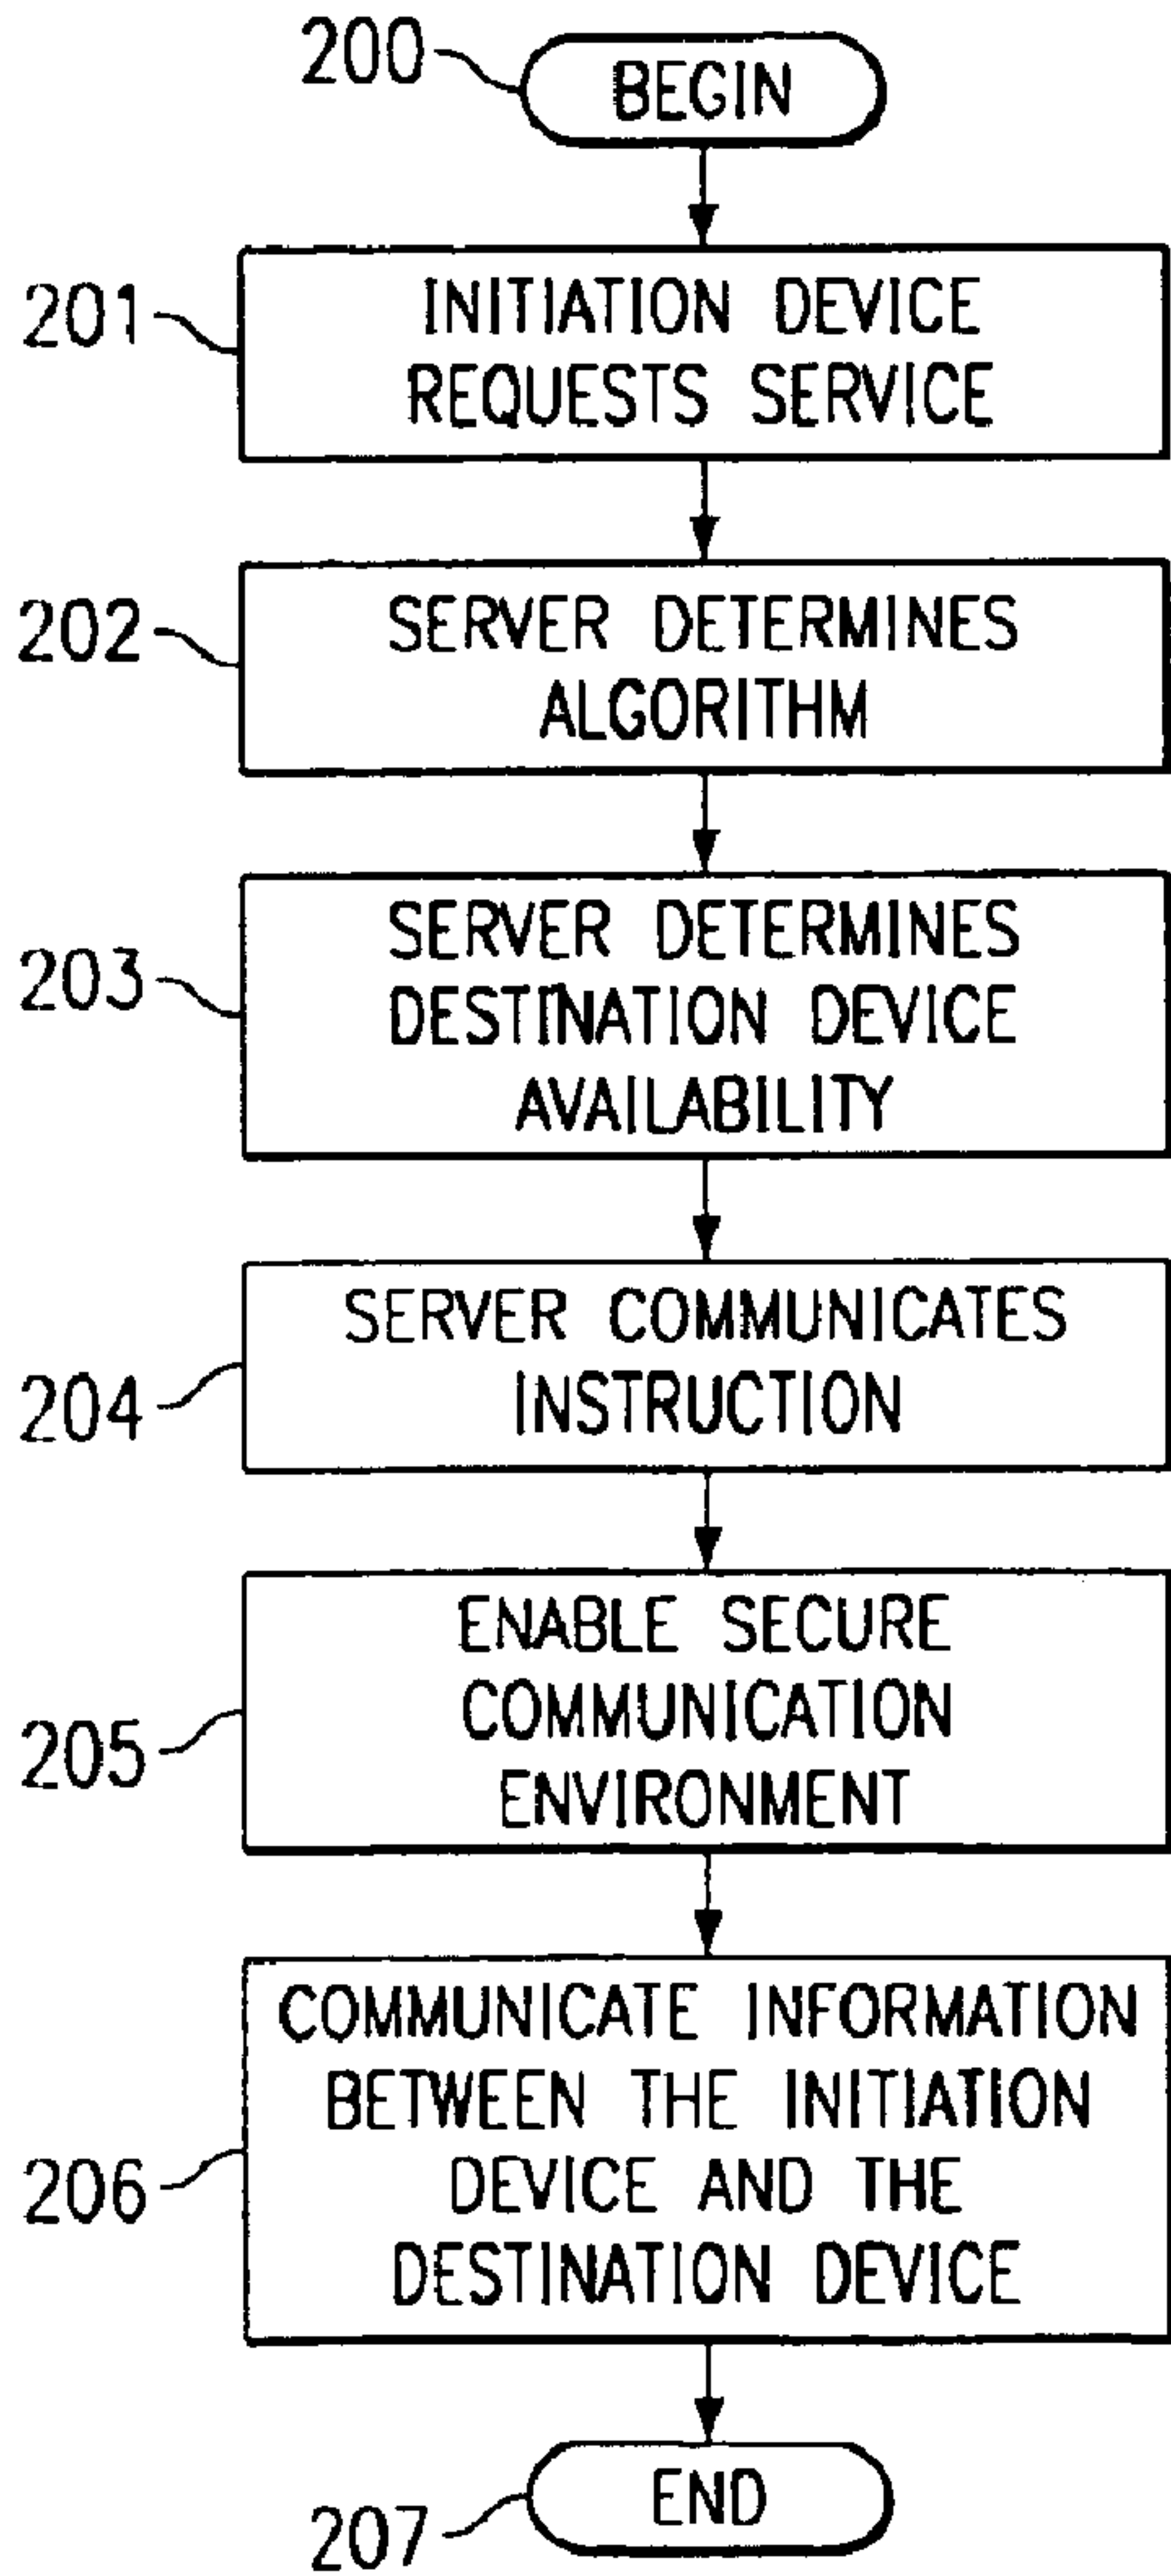 200
BEGIN
201
INITIATION DEVICE
REQUESTS SERVICE
202
SERVER DETERMINES
ALGORITHM
203
SERVER DETERMINES
DESTINATION DEVICE
AVAILABILITY
204
SERVER COMMUNICATES
INSTRUCTION
205
ENABLE SECURE
COMMUNICATION
ENVIRONMENT
206
COMMUNICATE INFORMATION
BETWEEN THE INITIATION
DEVICE AND THE
DESTINATION DEVICE
207
END